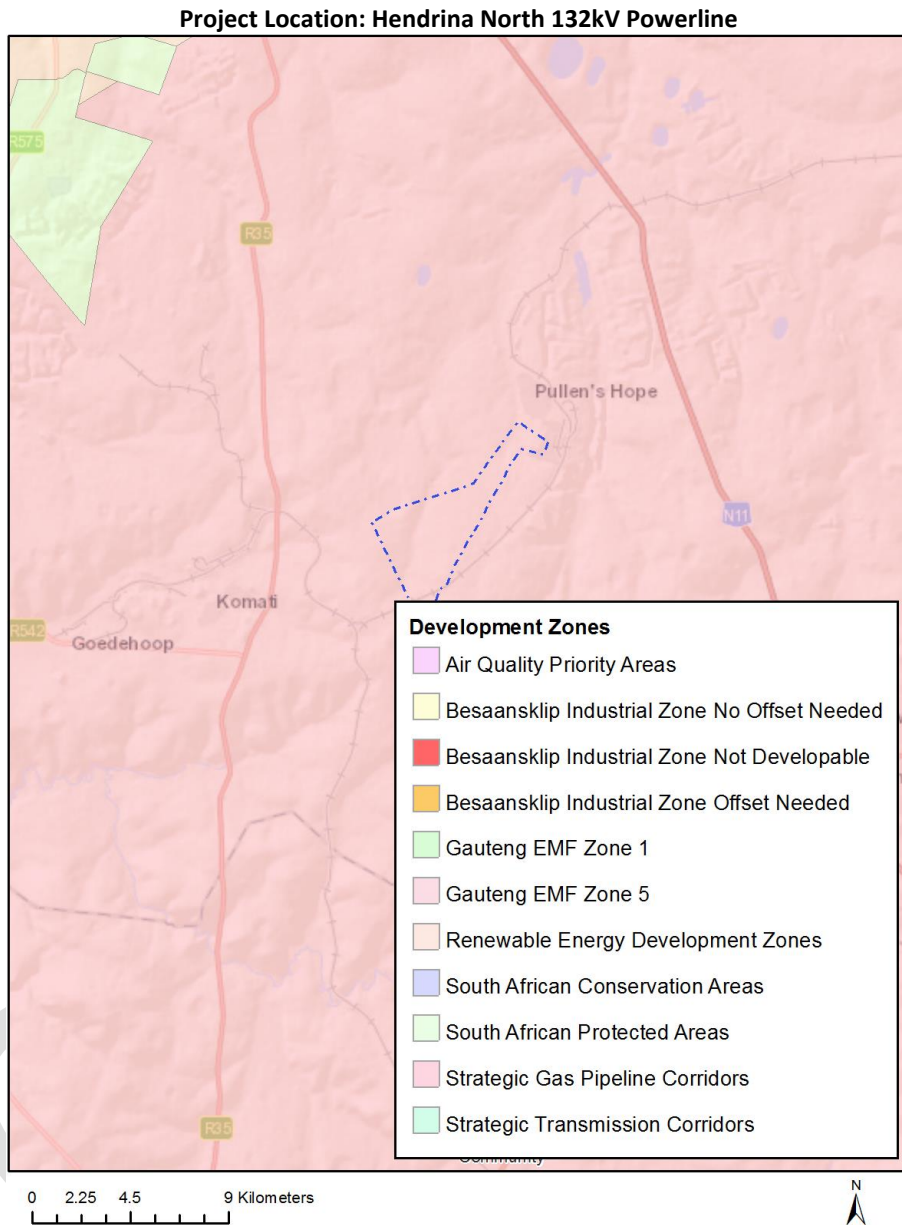 Project Location: Hendrina North 132kV Powerline
R575
R35
Pullen's Hope
N11
Komati
R542
Goedehoop
Development Zones
Air Quality Priority Areas
Besaansklip Industrial Zone No Offset Needed
Besaansklip Industrial Zone Not Developable
Besaansklip Industrial Zone Offset Needed
Gauteng EMF Zone 1
Gauteng EMF Zone 5
Renewable Energy Development Zones
South African Conservation Areas
South African Protected Areas
Strategic Gas Pipeline Corridors
Strategic Transmission Corridors
R35
Community
0 2.25 4.5 9 Kilometers
N